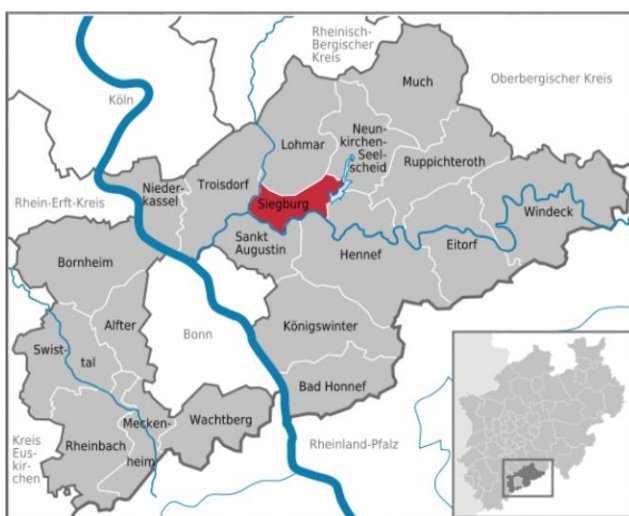 Rheinisch-
Bergischer
Kreis
Oberbergischer Kreis
Köln
Much
Lohmar
Neun-
kirchen-
Seel-
scheid
Ruppichteroth
Rhein-Erft-Kreis
Nieder-
kassel
Troisdorf
Siegburg
Windeck
Sankt
Augustin
Hennef
Eitorf
Bornheim
Alfter
Bonn
Königswinter
Swist-
tal
Bad Honnef
Mecken-
heim
Wachtberg
Rheinbach
Kreis
Eus-
kir-
chen
Rheinland-Pfalz